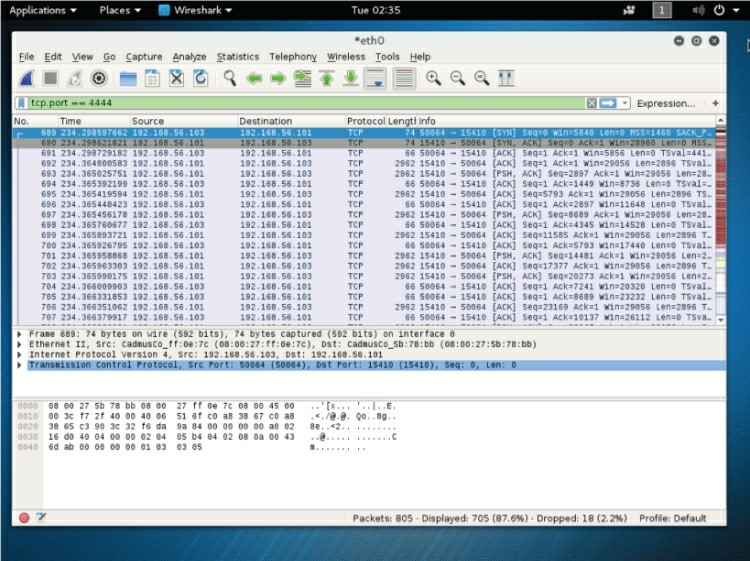 Applications Places Wireshark Tue 02:35 1
*eth0
File Edit View Go Capture Analyze Statistics Telephony Wireless Tools Help
tcp.port == 4444 Expression... +
No. Time Source Destination Protocol Length Info
689 234.298597662 192.168.56.103 192.168.56.101 TCP 74 50064 → 15410 [SYN] Seq=0 Win=5840 Len=0 MSS=1460 SACK_P…
690 234.298621821 192.168.56.101 192.168.56.103 TCP 74 15410 → 50064 [SYN, ACK] Seq=0 Ack=1 Win=28960 Len=0 MSS…
691 234.298729182 192.168.56.103 192.168.56.101 TCP 66 50064 → 15410 [ACK] Seq=1 Ack=1 Win=5856 Len=0 TSval=441…
692 234.364800583 192.168.56.101 192.168.56.103 TCP 2962 15410 → 50064 [ACK] Seq=1 Ack=1 Win=29056 Len=2896 TSval…
693 234.365025751 192.168.56.101 192.168.56.103 TCP 2962 15410 → 50064 [PSH, ACK] Seq=2897 Ack=1 Win=29056 Len=28…
694 234.365392199 192.168.56.103 192.168.56.101 TCP 66 50064 → 15410 [ACK] Seq=1 Ack=1449 Win=8736 Len=0 TSval=…
695 234.365419594 192.168.56.101 192.168.56.103 TCP 2962 15410 → 50064 [ACK] Seq=5793 Ack=1 Win=29056 Len=2896 TS…
696 234.365448423 192.168.56.103 192.168.56.101 TCP 66 50064 → 15410 [ACK] Seq=1 Ack=2897 Win=11648 Len=0 TSval…
697 234.365456178 192.168.56.101 192.168.56.103 TCP 2962 15410 → 50064 [PSH, ACK] Seq=8689 Ack=1 Win=29056 Len=28…
698 234.365760677 192.168.56.103 192.168.56.101 TCP 66 50064 → 15410 [ACK] Seq=1 Ack=4345 Win=14528 Len=0 TSval…
699 234.365893721 192.168.56.101 192.168.56.103 TCP 2962 15410 → 50064 [ACK] Seq=11585 Ack=1 Win=29056 Len=2896 T…
700 234.365926795 192.168.56.103 192.168.56.101 TCP 66 50064 → 15410 [ACK] Seq=1 Ack=5793 Win=17440 Len=0 TSval…
701 234.365958868 192.168.56.101 192.168.56.103 TCP 2962 15410 → 50064 [PSH, ACK] Seq=14481 Ack=1 Win=29056 Len=2…
702 234.365963303 192.168.56.101 192.168.56.103 TCP 2962 15410 → 50064 [ACK] Seq=17377 Ack=1 Win=29056 Len=2896 T…
703 234.365990175 192.168.56.101 192.168.56.103 TCP 2962 15410 → 50064 [PSH, ACK] Seq=20273 Ack=1 Win=29056 Len=2…
704 234.366009903 192.168.56.103 192.168.56.101 TCP 66 50064 → 15410 [ACK] Seq=1 Ack=7241 Win=20320 Len=0 TSval…
705 234.366331853 192.168.56.103 192.168.56.101 TCP 66 50064 → 15410 [ACK] Seq=1 Ack=8689 Win=23232 Len=0 TSval…
706 234.366351062 192.168.56.101 192.168.56.103 TCP 2962 15410 → 50064 [ACK] Seq=23169 Ack=1 Win=29056 Len=2896 T…
707 234.366379917 192.168.56.103 192.168.56.101 TCP 66 50064 → 15410 [ACK] Seq=1 Ack=10137 Win=26112 Len=0 TSva…
Frame 689: 74 bytes on wire (592 bits), 74 bytes captured (592 bits) on interface 0
Ethernet II, Src: CadmusCo_ff:0e:7c (08:00:27:ff:0e:7c), Dst: CadmusCo_5b:78:bb (08:00:27:5b:78:bb)
Internet Protocol Version 4, Src: 192.168.56.103, Dst: 192.168.56.101
Transmission Control Protocol, Src Port: 50064 (50064), Dst Port: 15410 (15410), Seq: 0, Len: 0
0000 08 00 27 5b 78 bb 08 00 27 ff 0e 7c 08 00 45 00 ..'[x... '..|..E.
0010 00 3c f7 2f 40 00 40 06 51 6f c0 a8 38 67 c0 a8 .<./@.@. Qo..8g..
0020 38 65 c3 90 3c 32 f6 da 9a 84 00 00 00 00 a0 02 8e..<2.. ........
0030 16 d0 40 04 00 00 02 04 05 b4 04 02 08 0a 00 43 ..@..... .......C
0040 6d ab 00 00 00 00 01 03 03 05 m....... ..
Packets: 805 · Displayed: 705 (87.6%) · Dropped: 18 (2.2%) Profile: Default